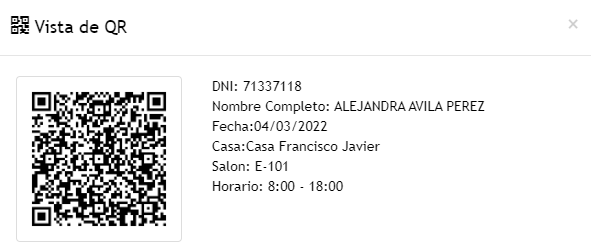 Vista de QR
×
DNI: 71337118
Nombre Completo: ALEJANDRA AVILA PEREZ
Fecha:04/03/2022
Casa:Casa Francisco Javier
Salon: E-101
Horario: 8:00 - 18:00